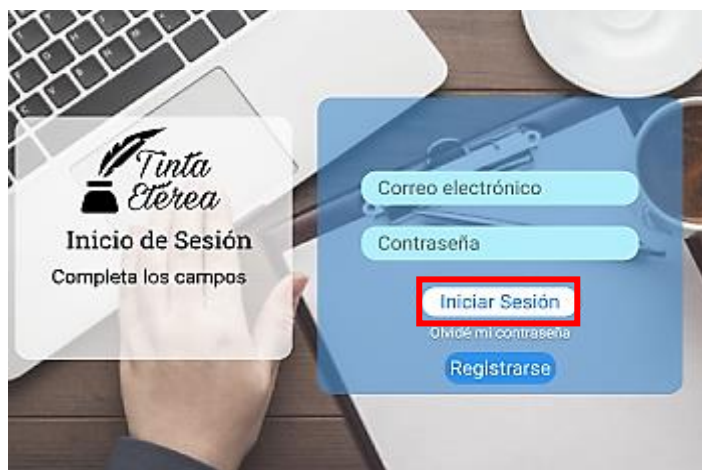 Tinta
Etérea
Inicio de Sesión
Completa los campos
Correo electrónico
Contraseña
Iniciar Sesión
Olvidé mi contraseña
Registrarse